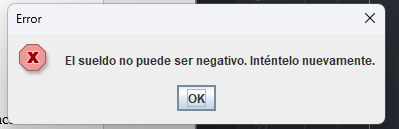 Error
El sueldo no puede ser negativo. Inténtelo nuevamente.
OK